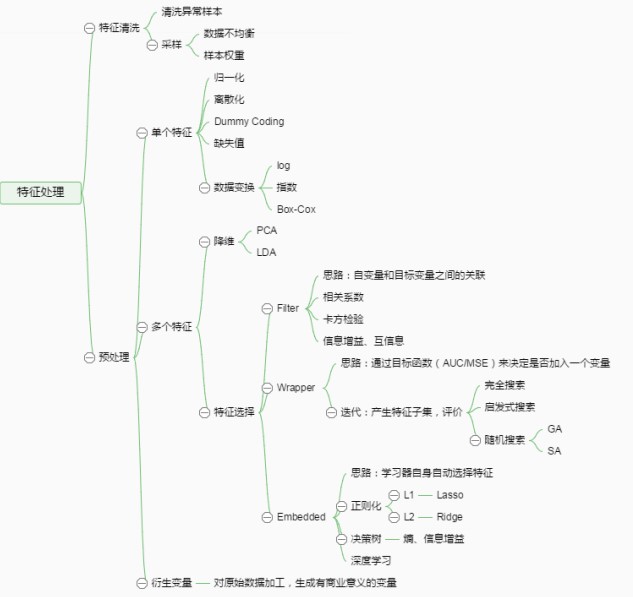 特征处理
特征清洗
清洗异常样本
采样
数据不均衡
样本权重
预处理
单个特征
归一化
离散化
Dummy Coding
缺失值
数据变换
log
指数
Box-Cox
多个特征
降维
PCA
LDA
特征选择
Filter
思路：自变量和目标变量之间的关联
相关系数
卡方检验
信息增益、互信息
Wrapper
思路：通过目标函数（AUC/MSE）来决定是否加入一个变量
迭代：产生特征子集，评价
完全搜索
启发式搜索
随机搜索
GA
SA
Embedded
思路：学习器自身自动选择特征
正则化
L1
Lasso
L2
Ridge
决策树
熵、信息增益
深度学习
衍生变量
对原始数据加工，生成有商业意义的变量